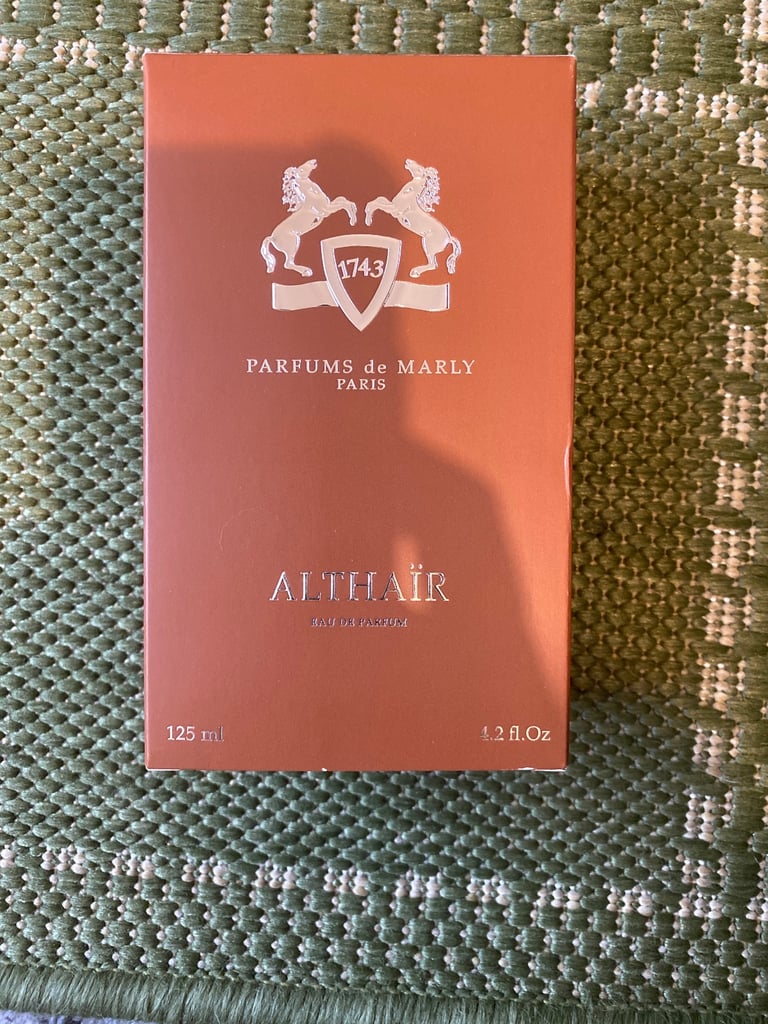 1743
PARFUMS de MARLY
PARIS
ALTHAÏR
EAU DE PARFUM
125 ml
4.2 fl.Oz